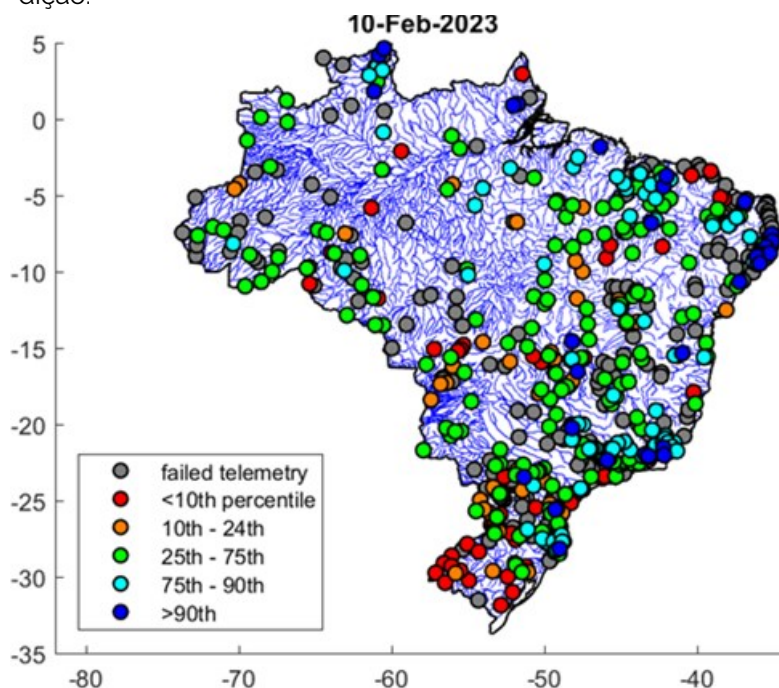 dição.
10-Feb-2023
5
0
-5
-10
-15
-20
-25
-30
-35
failed telemetry
<10th percentile
10th - 24th
25th - 75th
75th - 90th
>90th
-80 -70 -60 -50 -40